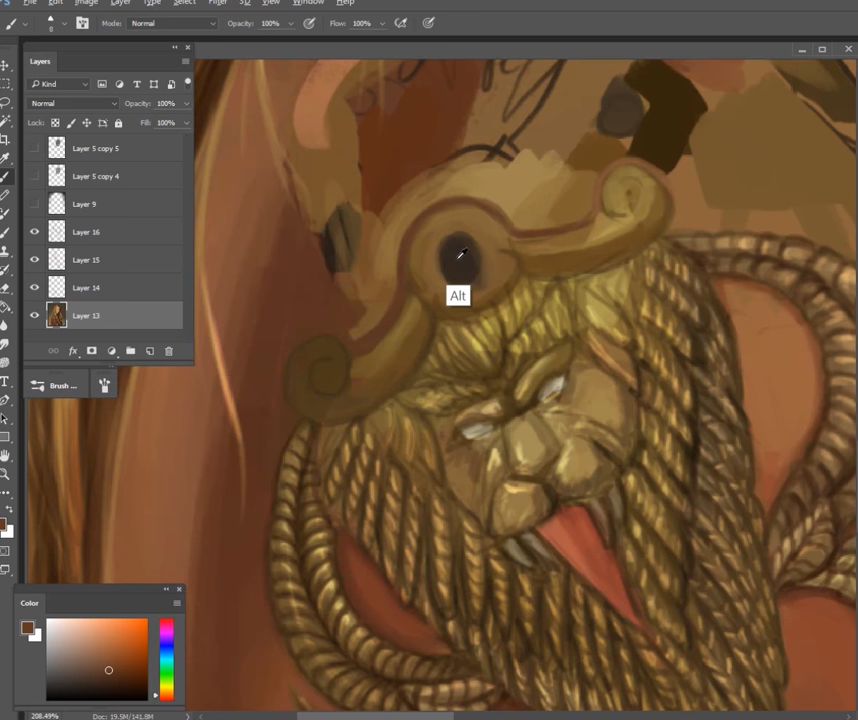 File Edit Image Layer Type Select Filter 3D View Window Help
8 Mode: Normal Opacity: 100% Flow: 100%
Layers
Kind
Normal Opacity: 100%
Lock: Fill: 100%
Layer 5 copy 5
Layer 5 copy 4
Layer 9
Layer 16
Layer 15
Layer 14
Layer 13
fx
Brush ...
Alt
Color
208.49% Doc: 19.5M/141.8M